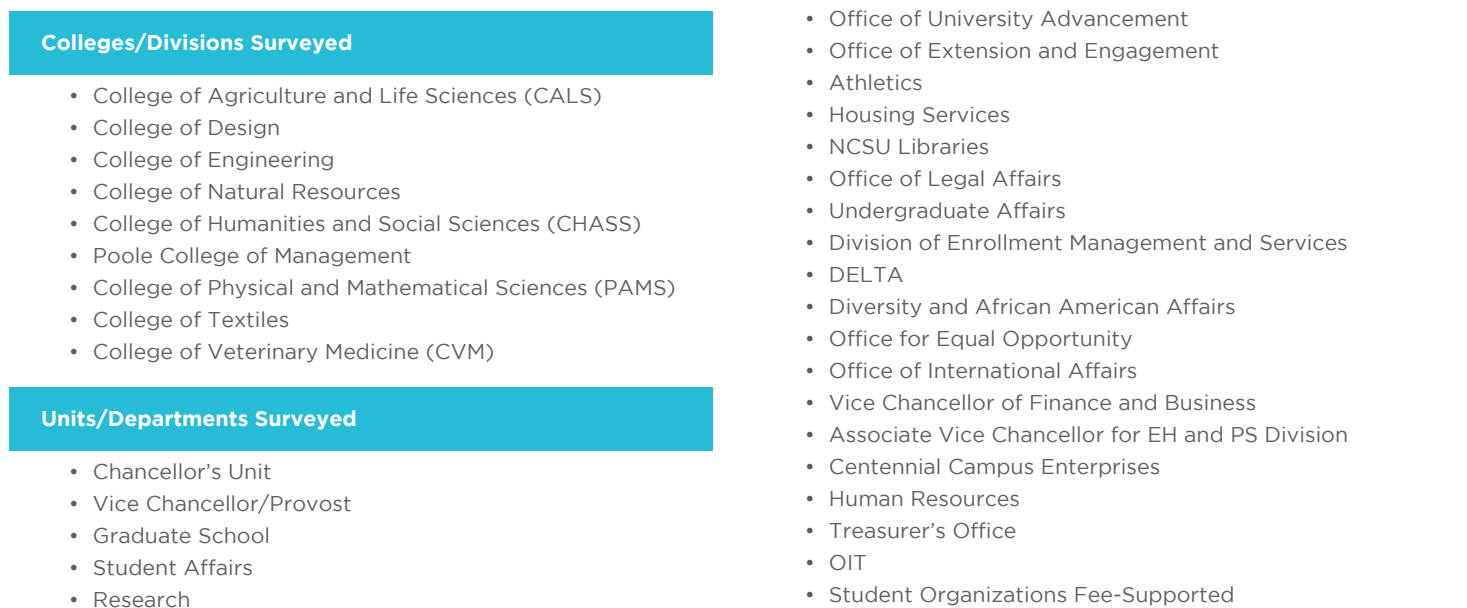 Colleges/Divisions Surveyed
• College of Agriculture and Life Sciences (CALS)
• College of Design
• College of Engineering
• College of Natural Resources
• College of Humanities and Social Sciences (CHASS)
• Poole College of Management
• College of Physical and Mathematical Sciences (PAMS)
• College of Textiles
• College of Veterinary Medicine (CVM)
Units/Departments Surveyed
• Chancellor’s Unit
• Vice Chancellor/Provost
• Graduate School
• Student Affairs
• Research
• Office of University Advancement
• Office of Extension and Engagement
• Athletics
• Housing Services
• NCSU Libraries
• Office of Legal Affairs
• Undergraduate Affairs
• Division of Enrollment Management and Services
• DELTA
• Diversity and African American Affairs
• Office for Equal Opportunity
• Office of International Affairs
• Vice Chancellor of Finance and Business
• Associate Vice Chancellor for EH and PS Division
• Centennial Campus Enterprises
• Human Resources
• Treasurer’s Office
• OIT
• Student Organizations Fee-Supported